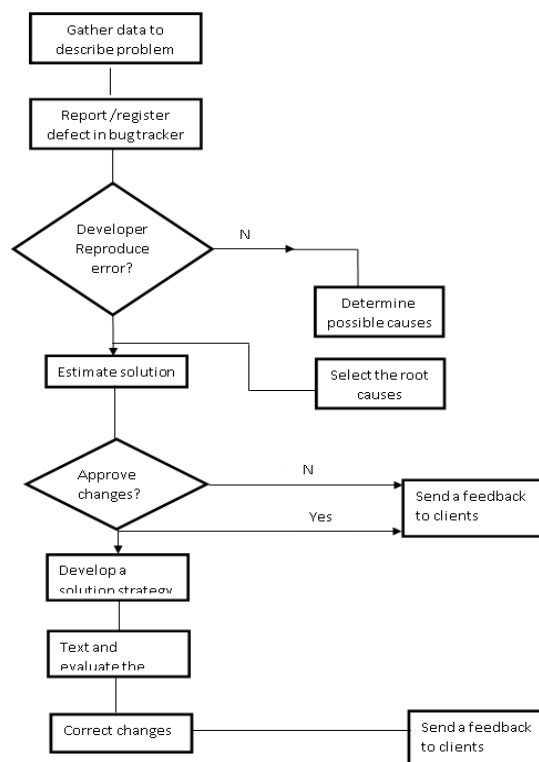 Gather data to
describe problem
Report /register
defect in bug tracker
Developer
Reproduce
error?
N
Determine
possible causes
Estimate solution
Select the root
causes
Approve
changes?
N
Send a feedback
to clients
Yes
Develop a
solution strategy
Text and
evaluate the
Correct changes
Send a feedback
to clients